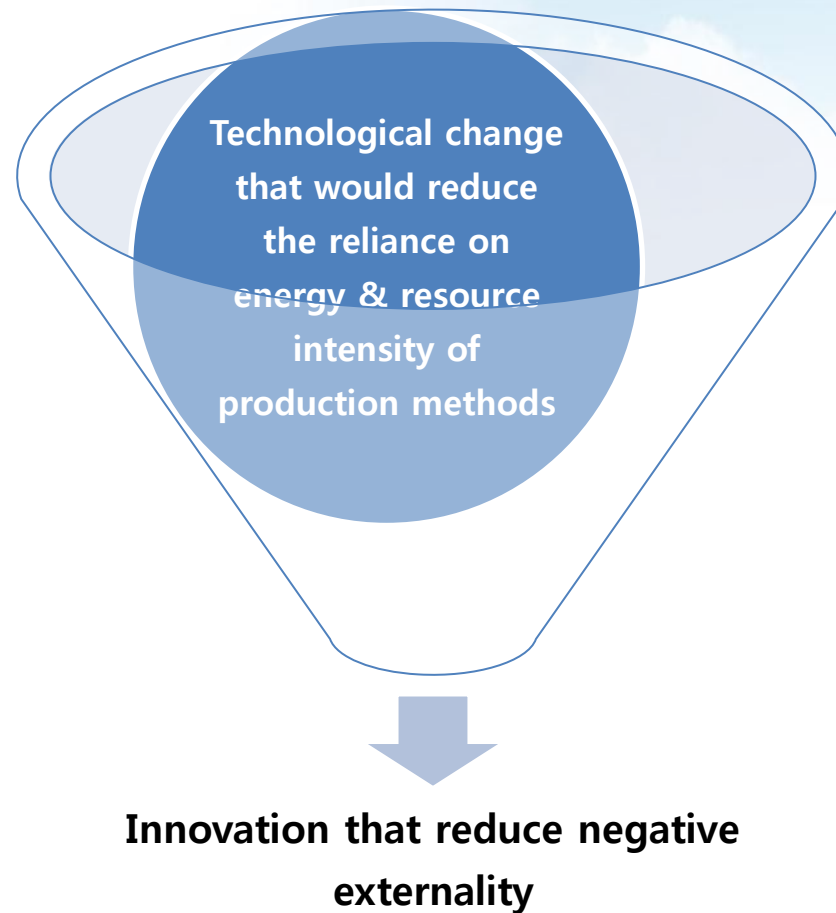 Technological change
that would reduce
the reliance on
energy & resource
intensity of
production methods
Innovation that reduce negative
externality